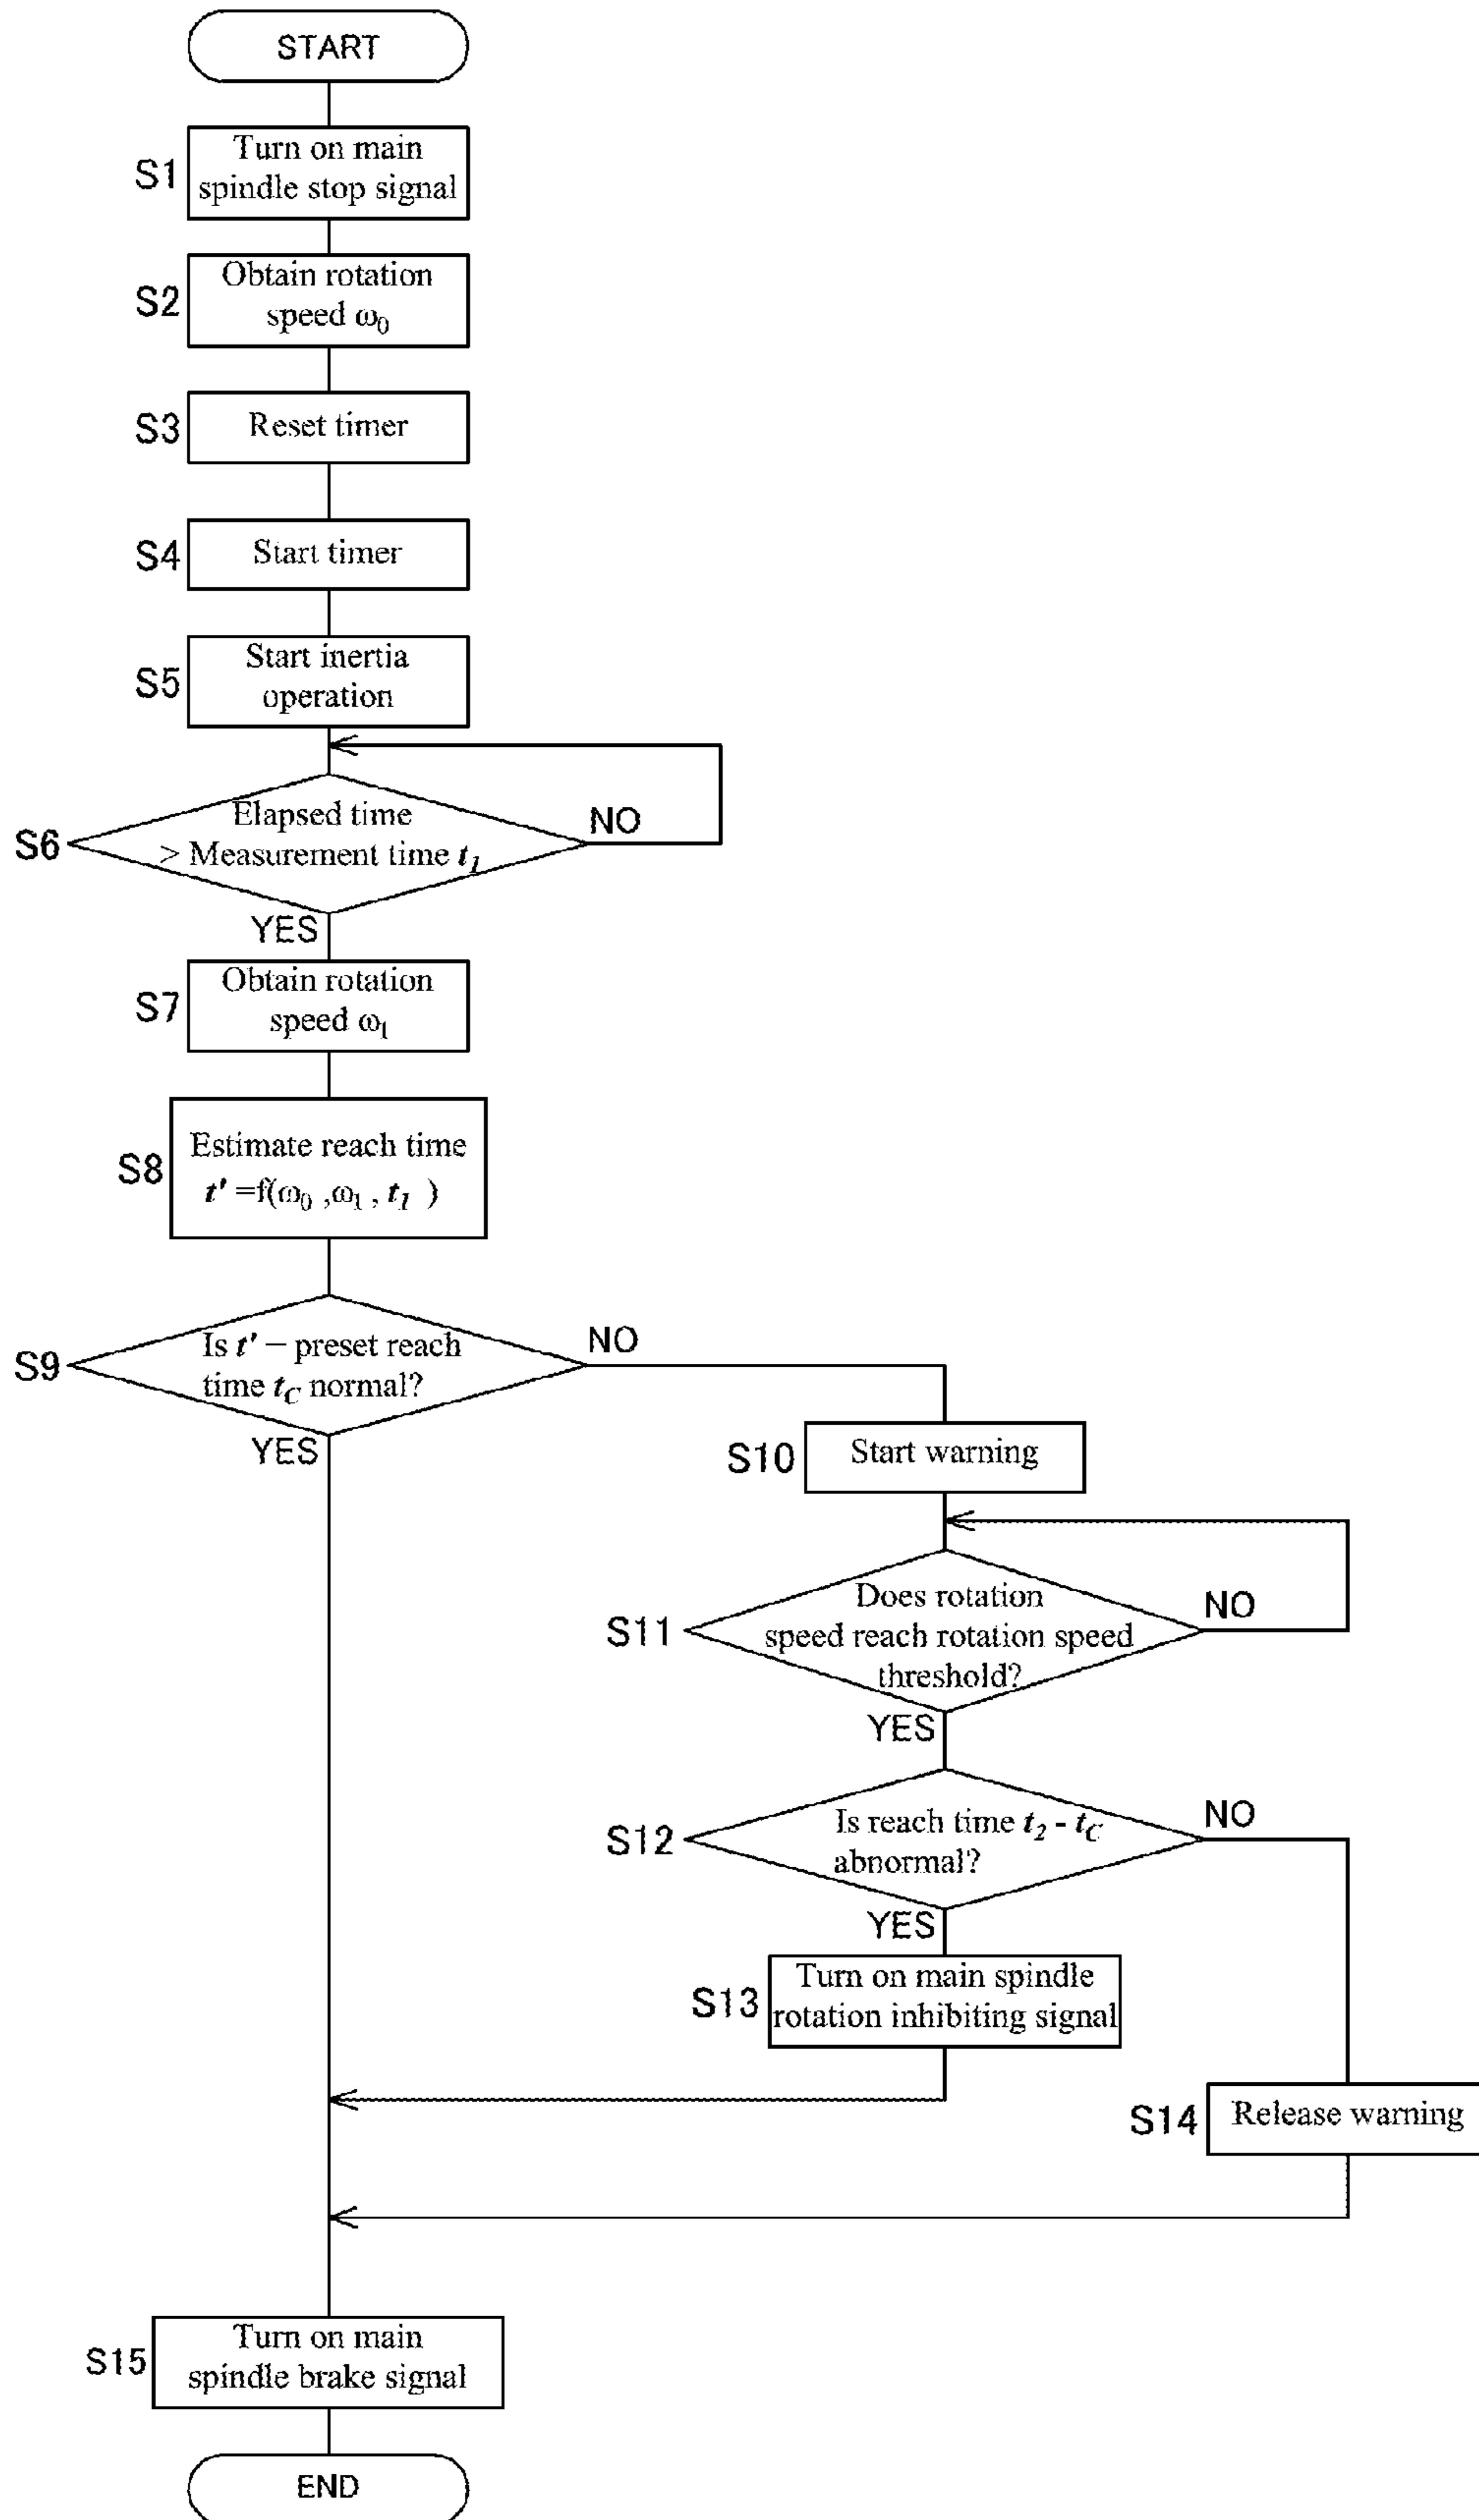 START
S1
Turn on main
spindle stop signal
S2
Obtain rotation
speed ω₀
S3
Reset timer
S4
Start timer
S5
Start inertia
operation
S6
Elapsed time
> Measurement time t₁
NO
YES
S7
Obtain rotation
speed ω₁
S8
Estimate reach time
t' =f(ω₀ ,ω₁ , t₁ )
S9
Is t' – preset reach
time t_C normal?
NO
YES
S10
Start warning
S11
Does rotation
speed reach rotation speed
threshold?
NO
YES
S12
Is reach time t₂ - t_C
abnormal?
NO
YES
S13
Turn on main spindle
rotation inhibiting signal
S14
Release warning
S15
Turn on main
spindle brake signal
END